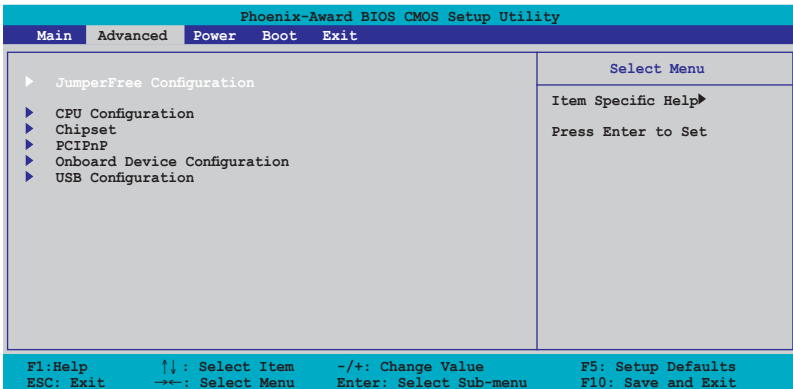 Phoenix-Award BIOS CMOS Setup Utility
Main Advanced Power Boot Exit
JumperFree Configuration
CPU Configuration
Chipset
PCIPnP
Onboard Device Configuration
USB Configuration
Select Menu
Item Specific Help
Press Enter to Set
F1:Help ↑↓ : Select Item -/+: Change Value F5: Setup Defaults
ESC: Exit →←: Select Menu Enter: Select Sub-menu F10: Save and Exit